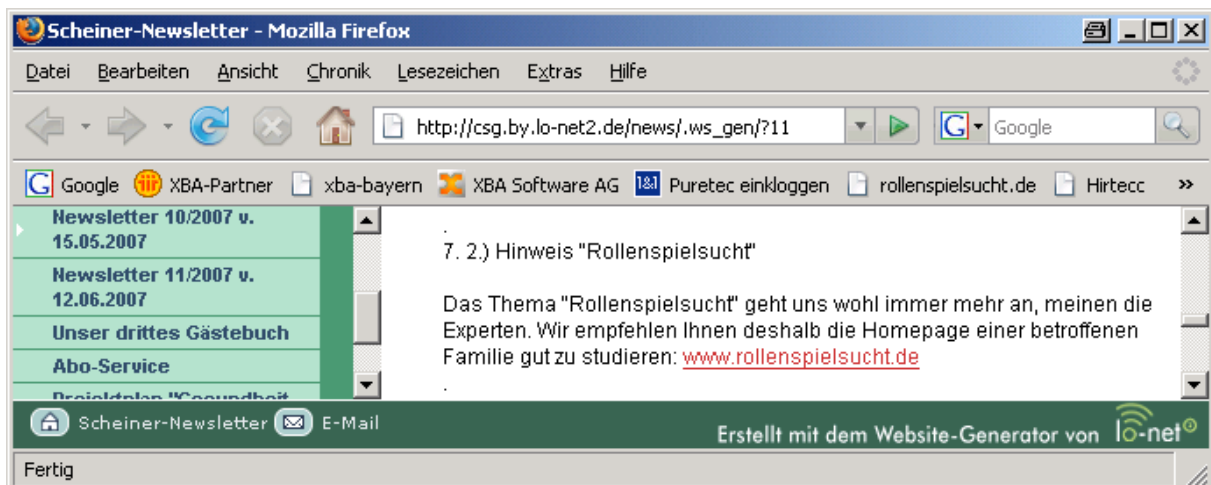 Scheiner-Newsletter - Mozilla Firefox
Datei Bearbeiten Ansicht Chronik Lesezeichen Extras Hilfe
http://csg.by.lo-net2.de/news/.ws_gen/?11 G Google
G Google XBA-Partner xba-bayern XBA Software AG 1&1 Puretec einkloggen rollenspielsucht.de Hirtecc »
Newsletter 10/2007 v.
15.05.2007
Newsletter 11/2007 v.
12.06.2007
Unser drittes Gästebuch
Abo-Service
.
7. 2.) Hinweis "Rollenspielsucht"
Das Thema "Rollenspielsucht" geht uns wohl immer mehr an, meinen die
Experten. Wir empfehlen Ihnen deshalb die Homepage einer betroffenen
Familie gut zu studieren: www.rollenspielsucht.de
.
Scheiner-Newsletter E-Mail
Erstellt mit dem Website-Generator von lo-net²
Fertig